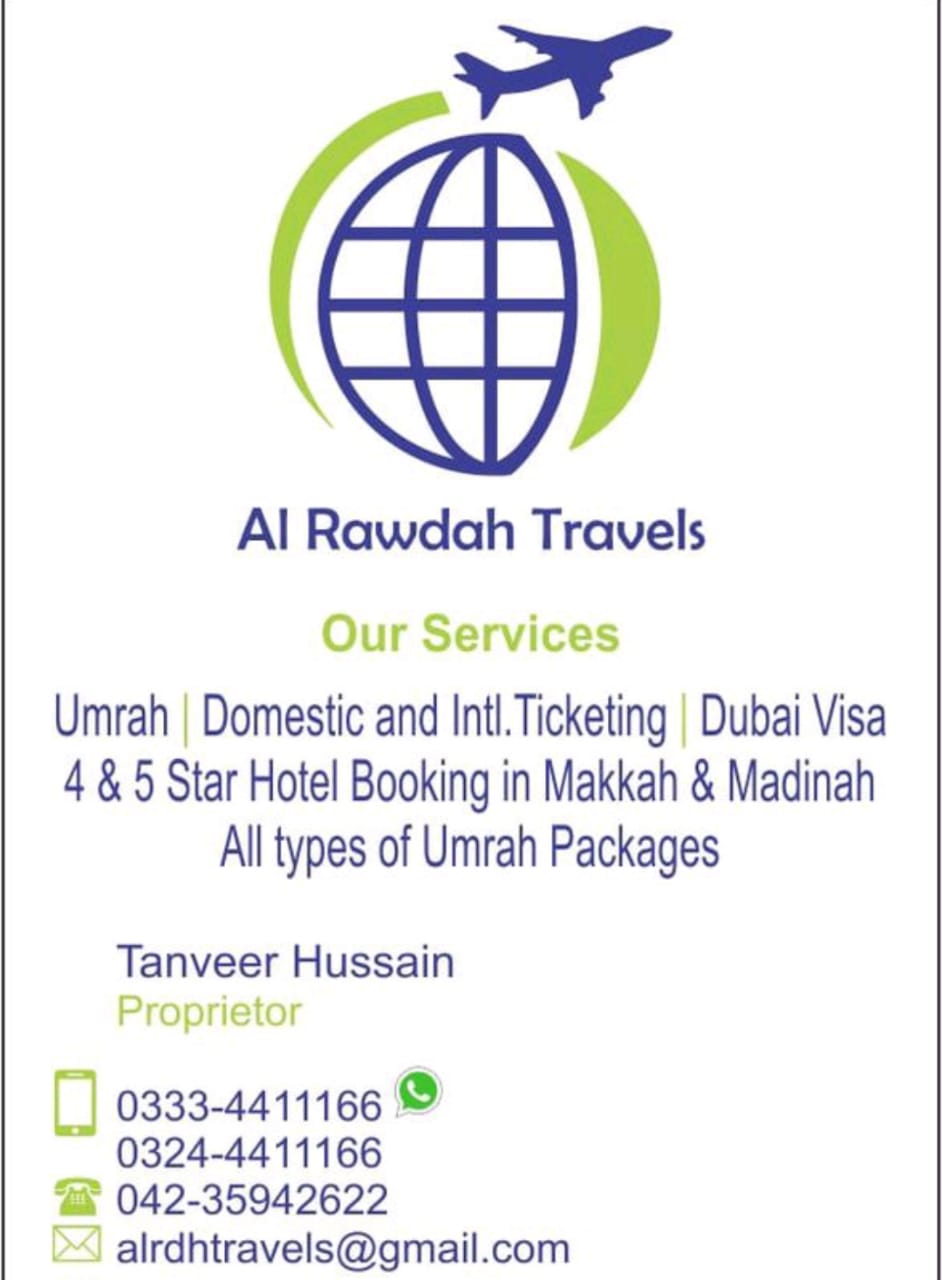 Al Rawdah Travels
Our Services
Umrah | Domestic and Intl.Ticketing | Dubai Visa
4 & 5 Star Hotel Booking in Makkah & Madinah
All types of Umrah Packages
Tanveer Hussain
Proprietor
0333-4411166
0324-4411166
042-35942622
alrdhtravels@gmail.com